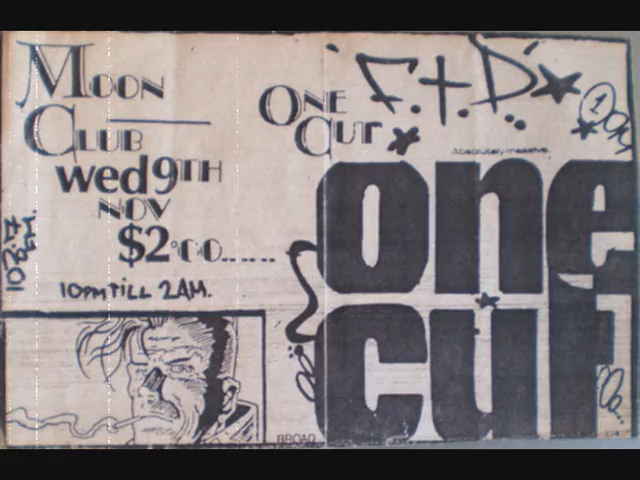 MOON
CLUB
wed 9TH
NOV
$2.00......
10PM TILL 2AM.
ONE
CUT
F.T.D.
Absolutely massive.
one
cut
BROAD